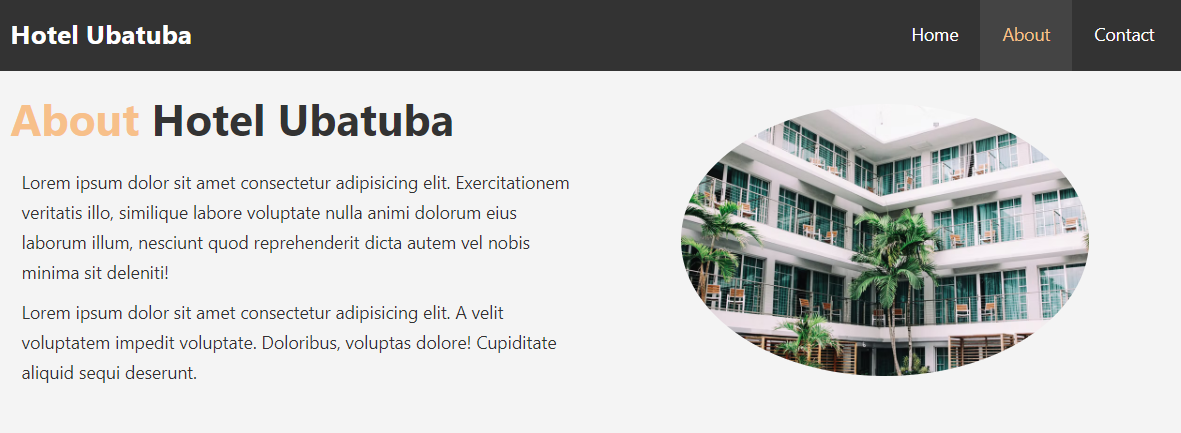 Hotel Ubatuba
Home About Contact
About Hotel Ubatuba
Lorem ipsum dolor sit amet consectetur adipisicing elit. Exercitationem
veritatis illo, similique labore voluptate nulla animi dolorum eius
laborum illum, nesciunt quod reprehenderit dicta autem vel nobis
minima sit deleniti!
Lorem ipsum dolor sit amet consectetur adipisicing elit. A velit
voluptatem impedit voluptate. Doloribus, voluptas dolore! Cupiditate
aliquid sequi deserunt.